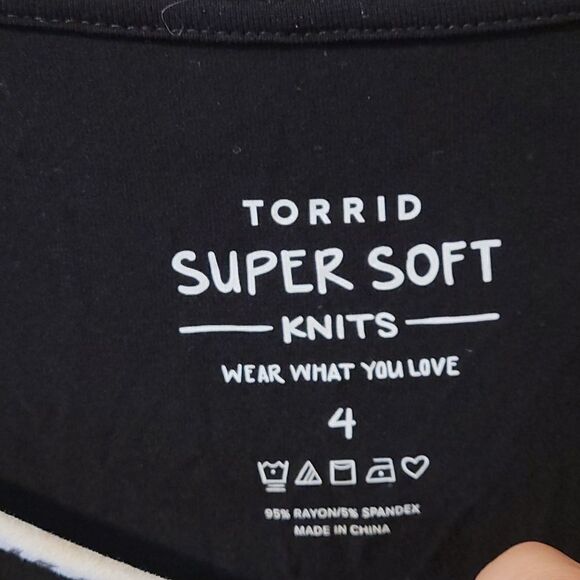 TORRID
SUPER SOFT
KNITS
WEAR WHAT YOU LOVE
4
95% RAYON/5% SPANDEX
MADE IN CHINA